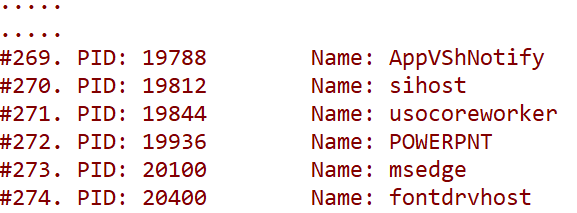 .....
.....
#269. PID: 19788 Name: AppVShNotify
#270. PID: 19812 Name: sihost
#271. PID: 19844 Name: usocoreworker
#272. PID: 19936 Name: POWERPNT
#273. PID: 20100 Name: msedge
#274. PID: 20400 Name: fontdrvhost